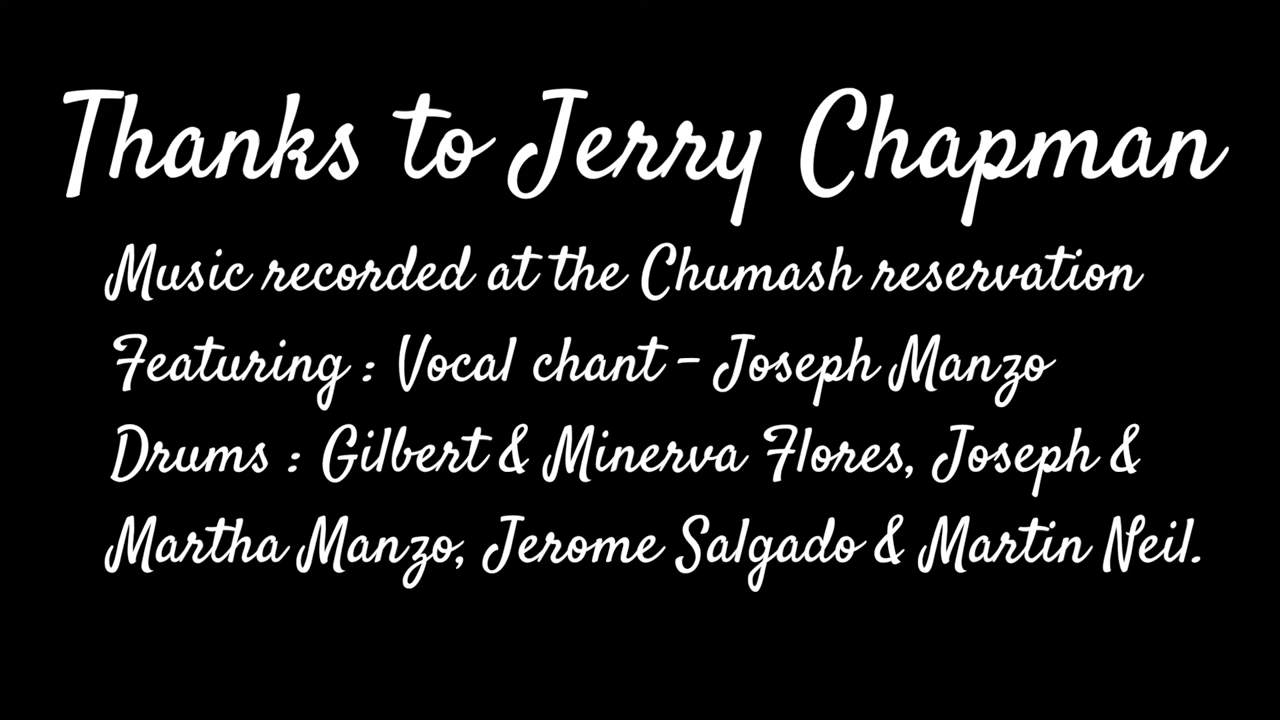 Thanks to Jerry Chapman
Music recorded at the Chumash reservation
Featuring : Vocal chant - Joseph Manzo
Drums : Gilbert & Minerva Flores, Joseph &
Martha Manzo, Jerome Salgado & Martin Neil.